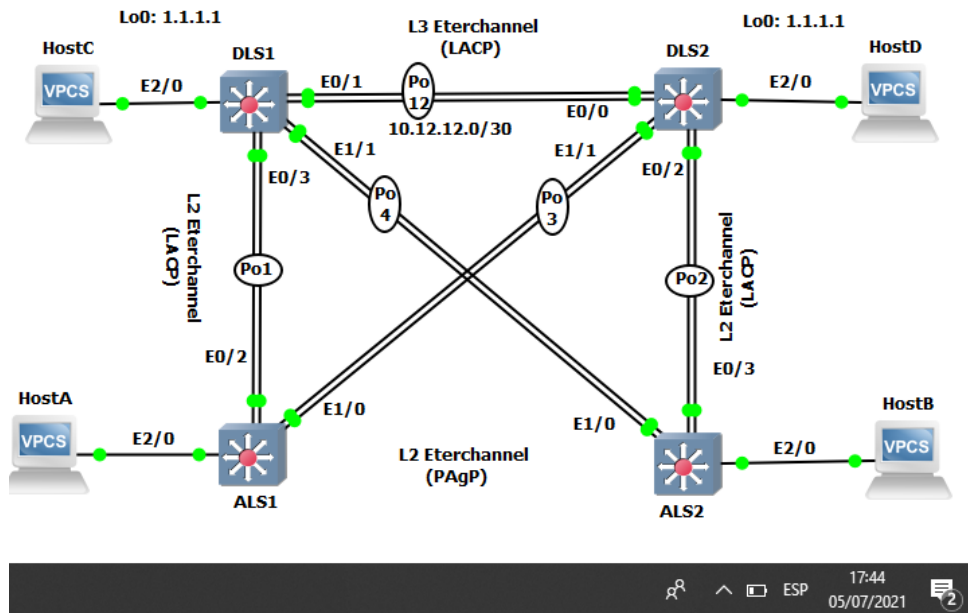 Lo0: 1.1.1.1
Lo0: 1.1.1.1
L3 Eterchannel
(LACP)
HostC
DLS1
DLS2
HostD
VPCS
E2/0
E0/1
Po
12
E0/0
E2/0
VPCS
10.12.12.0/30
E1/1
E1/1
E0/3
E0/2
Po
4
Po
3
L2 Eterchannel
(LACP)
Po1
Po2
L2 Eterchannel
(LACP)
E0/2
E0/3
HostA
HostB
E1/0
E1/0
VPCS
E2/0
L2 Eterchannel
(PAgP)
E2/0
VPCS
ALS1
ALS2
ESP
17:44
05/07/2021
2